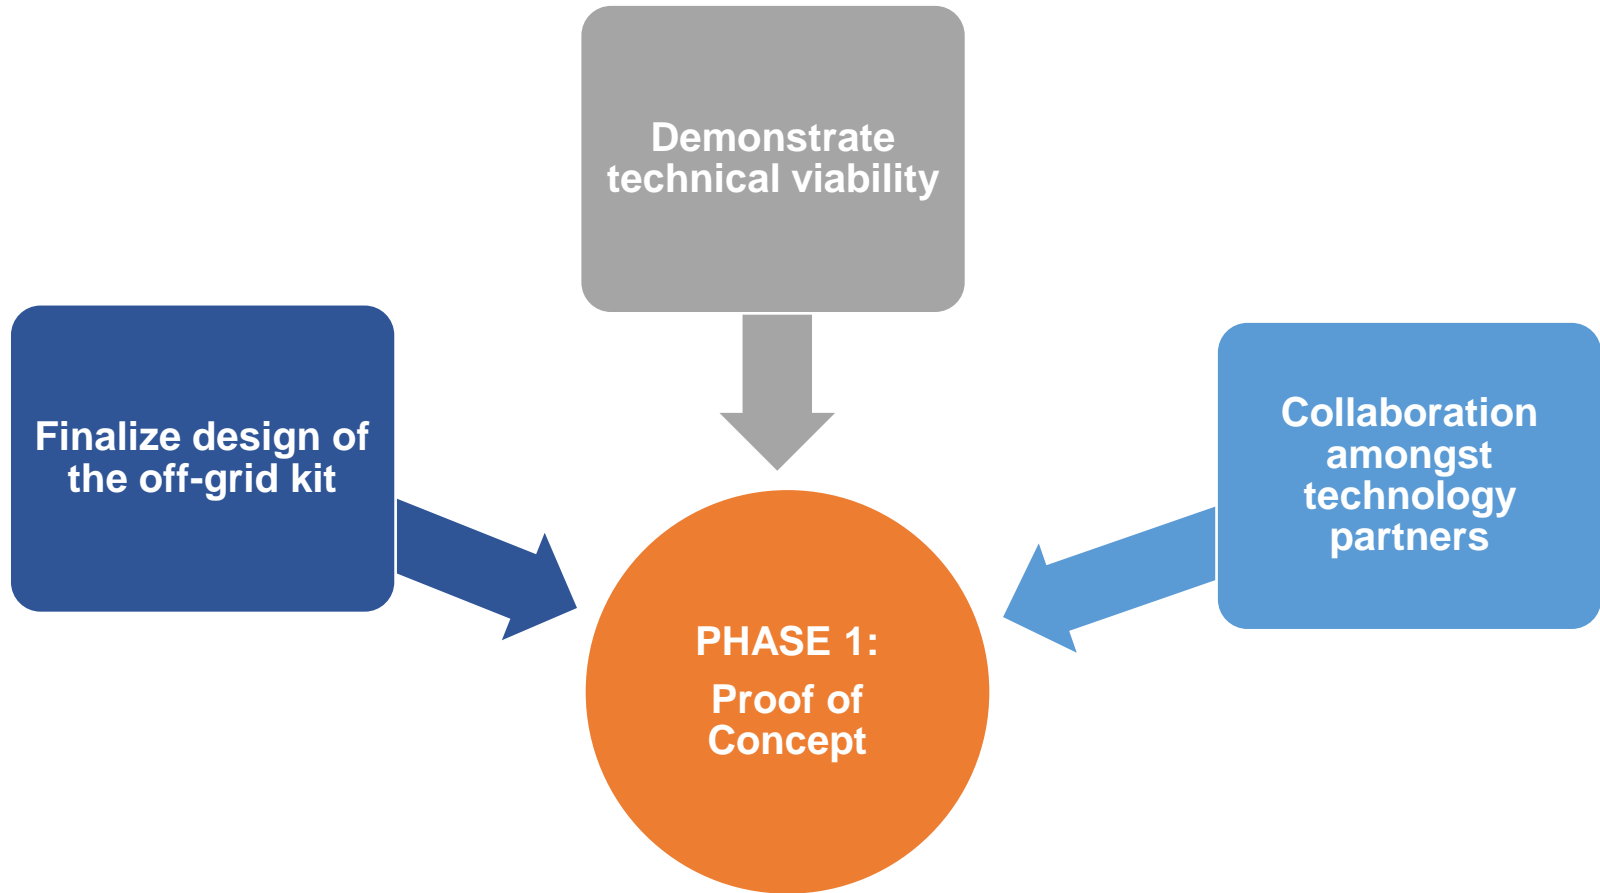 Demonstrate
technical viability
Finalize design of
the off-grid kit
Collaboration
amongst
technology
partners
PHASE 1:
Proof of
Concept